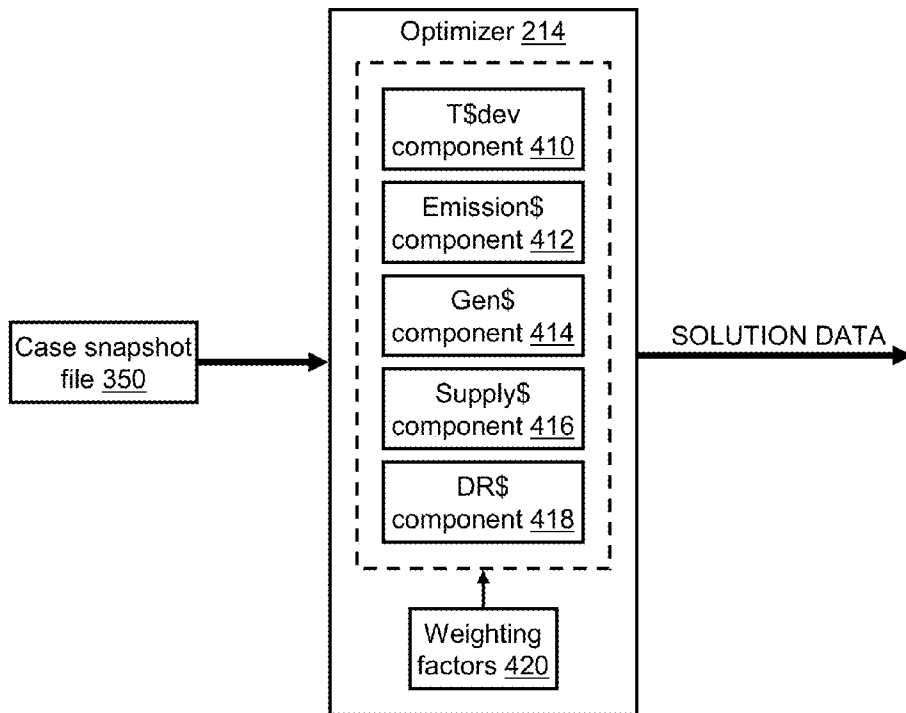 Optimizer 214
T$dev
component 410
Emission$
component 412
Gen$
component 414
Supply$
component 416
DR$
component 418
Case snapshot
file 350
SOLUTION DATA
Weighting
factors 420